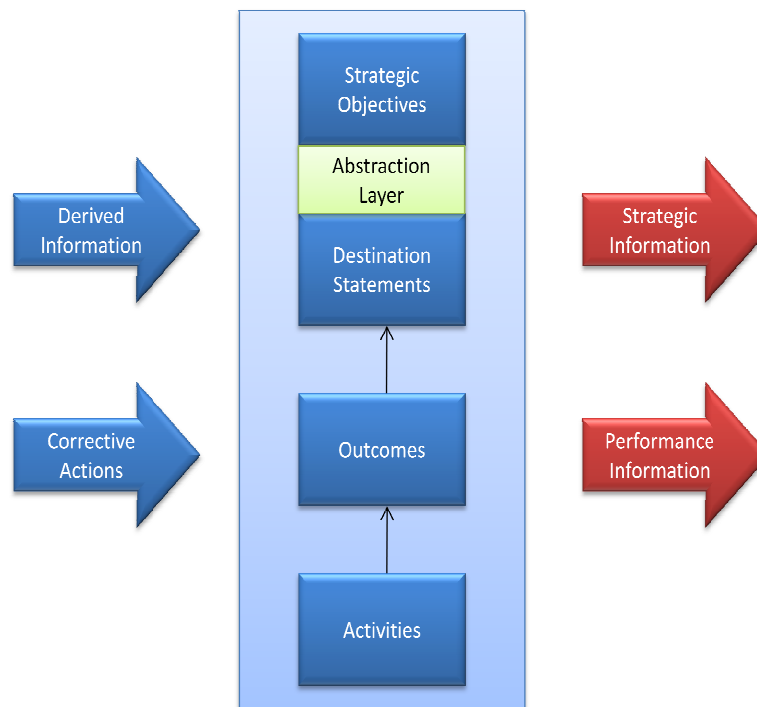 Strategic
Objectives
Abstraction
Layer
Derived
Information
Strategic
Information
Destination
Statements
Corrective
Actions
Outcomes
Performance
Information
Activities